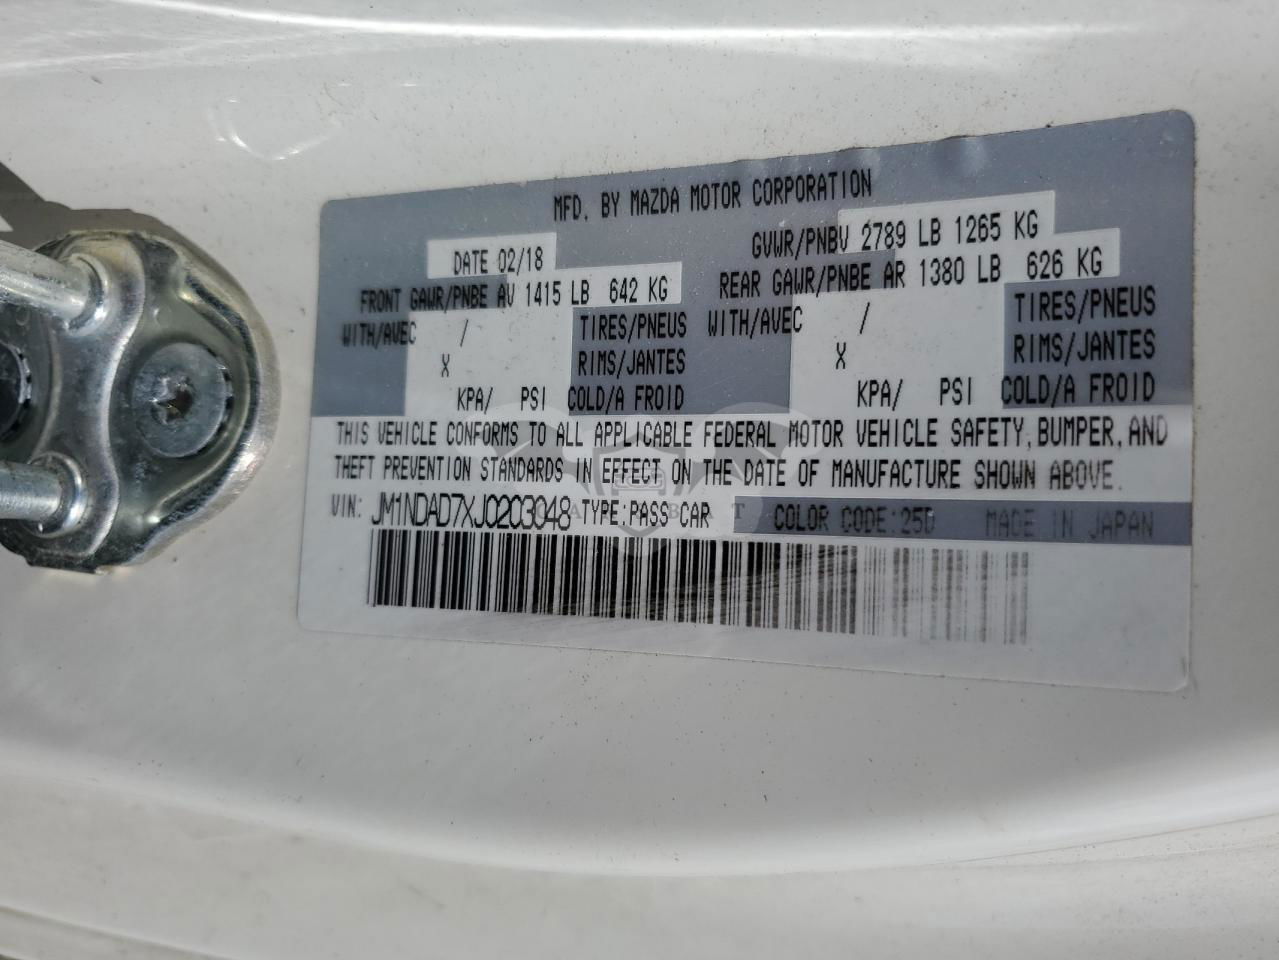 MFD. BY MAZDA MOTOR CORPORATION
DATE 02/18 GVWR/PNBV 2789 LB 1265 KG
FRONT GAWR/PNBE AV 1415 LB 642 KG REAR GAWR/PNBE AR 1380 LB 626 KG
WITH/AVEC / TIRES/PNEUS WITH/AVEC / TIRES/PNEUS
X RIMS/JANTES X RIMS/JANTES
KPA/ PSI COLD/A FROID KPA/ PSI COLD/A FROID
THIS VEHICLE CONFORMS TO ALL APPLICABLE FEDERAL MOTOR VEHICLE SAFETY, BUMPER, AND
THEFT PREVENTION STANDARDS IN EFFECT ON THE DATE OF MANUFACTURE SHOWN ABOVE.
VIN: JM1NDAD7XJ0203048 TYPE:PASS CAR COLOR CODE:25D MADE IN JAPAN